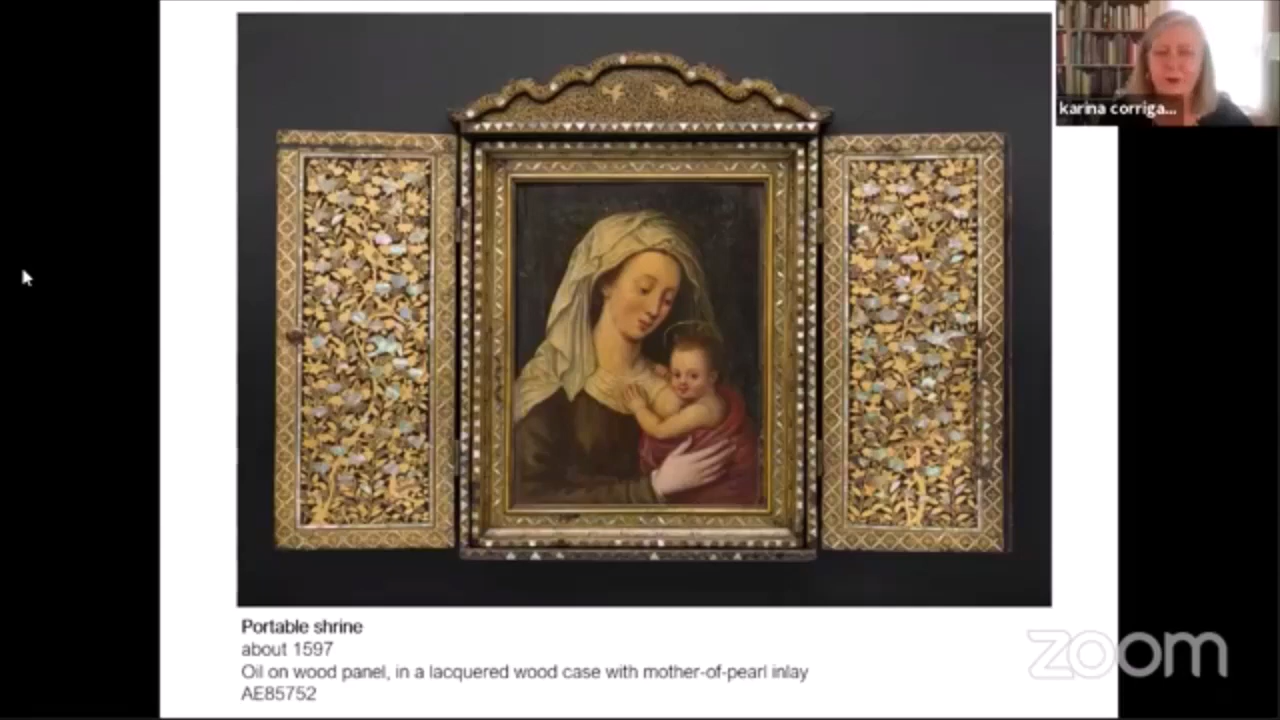 karina corriga...
Portable shrine
about 1597
Oil on wood panel, in a lacquered wood case with mother-of-pearl inlay
AE85752
zoom